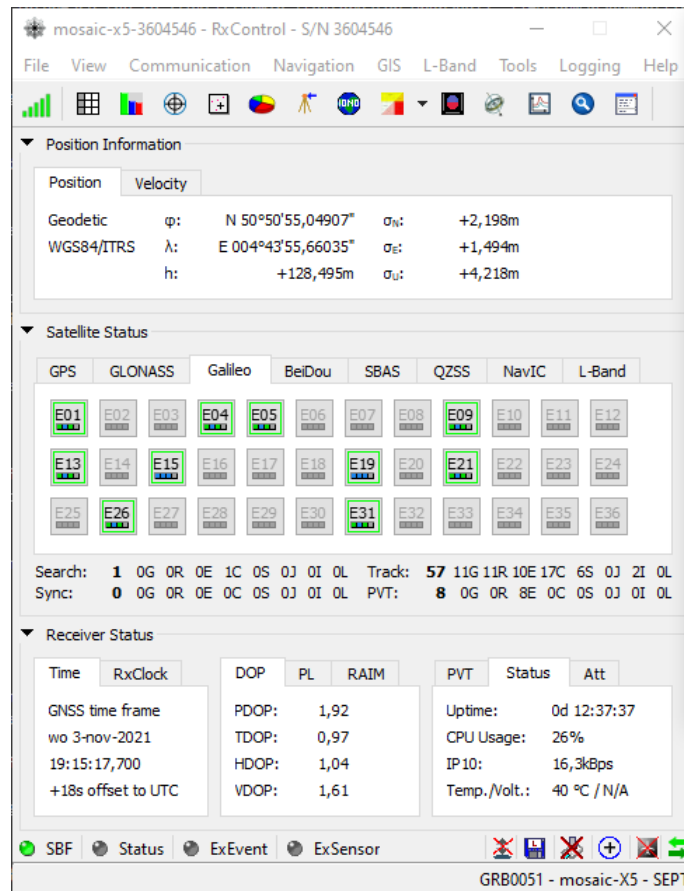 mosaic-x5-3604546 - RxControl - S/N 3604546
File View Communication Navigation GIS L-Band Tools Logging Help
IONO
Position Information
Position Velocity
Geodetic φ: N 50°50'55,04907" σN: +2,198m
WGS84/ITRS λ: E 004°43'55,66035" σE: +1,494m
h: +128,495m σU: +4,218m
Satellite Status
GPS GLONASS Galileo BeiDou SBAS QZSS NavIC L-Band
E01 E02 E03 E04 E05 E06 E07 E08 E09 E10 E11 E12
E13 E14 E15 E16 E17 E18 E19 E20 E21 E22 E23 E24
E25 E26 E27 E28 E29 E30 E31 E32 E33 E34 E35 E36
Search: 1 0G 0R 0E 1C 0S 0J 0I 0L Track: 57 11G 11R 10E 17C 6S 0J 2I 0L
Sync: 0 0G 0R 0E 0C 0S 0J 0I 0L PVT: 8 0G 0R 8E 0C 0S 0J 0I 0L
Receiver Status
Time RxClock DOP PL RAIM PVT Status Att
GNSS time frame PDOP: 1,92 Uptime: 0d 12:37:37
wo 3-nov-2021 TDOP: 0,97 CPU Usage: 26%
19:15:17,700 HDOP: 1,04 IP10: 16,3kBps
+18s offset to UTC VDOP: 1,61 Temp./Volt.: 40 °C / N/A
SBF Status ExEvent ExSensor
GRB0051 - mosaic-X5 - SEPT